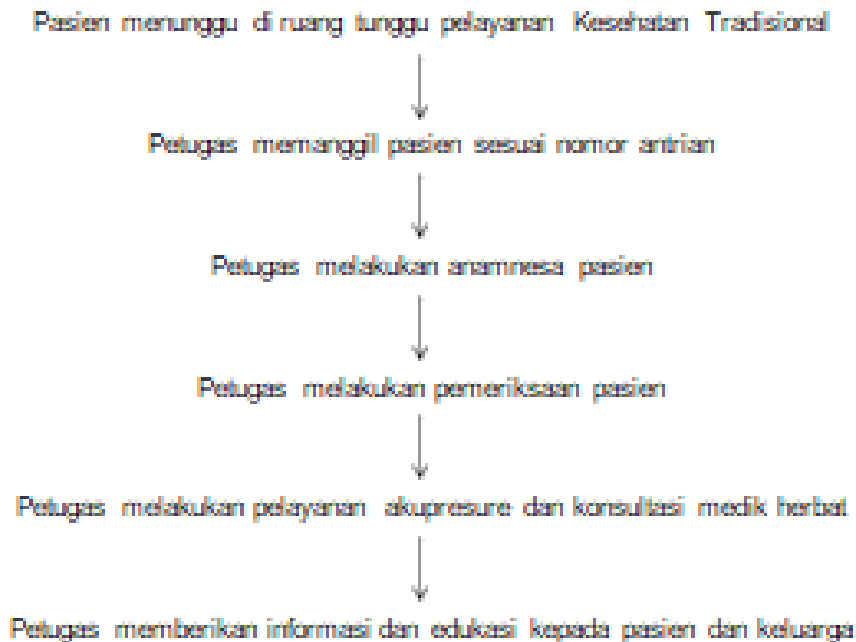 Pasien menunggu di ruang tunggu pelayanan Kesehatan Tradisional
Petugas memanggil pasien sesuai nomor antrian
Petugas melakukan anamnesa pasien
Petugas melakukan pemeriksaan pasien
Petugas melakukan pelayanan akupresure dan konsultasi medik herbat
Petugas memberikan informasi dan edukasi kepada pasien dan keluarga